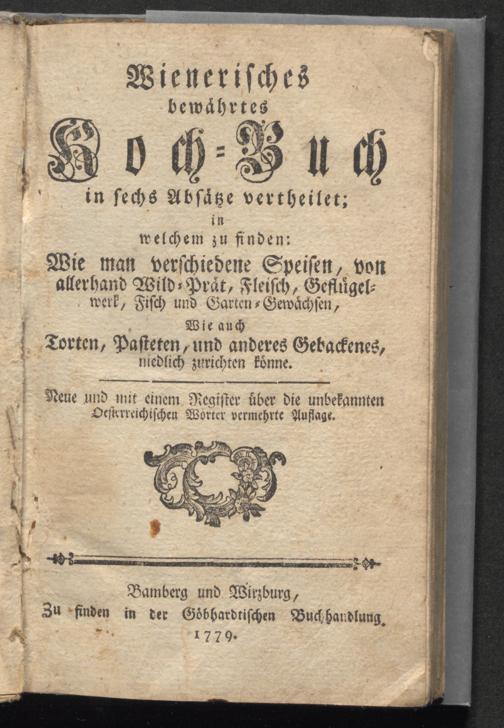 Wienerisches
bewährtes
Koch-Buch
in sechs Absätze vertheilet;
in
welchem zu finden:
Wie man verschiedene Speisen, von
allerhand Wild-Prät, Fleisch, Geflügel-
werk, Fisch und Garten-Gewächsen,
Wie auch
Torten, Pasteten, und anderes Gebackenes,
niedlich zurichten könne.
Neue und mit einem Register über die unbekannten
Oesterreichischen Wörter vermehrte Auflage.
Bamberg und Wirzburg,
Zu finden in der Göbhardtischen Buchhandlung.
1779.